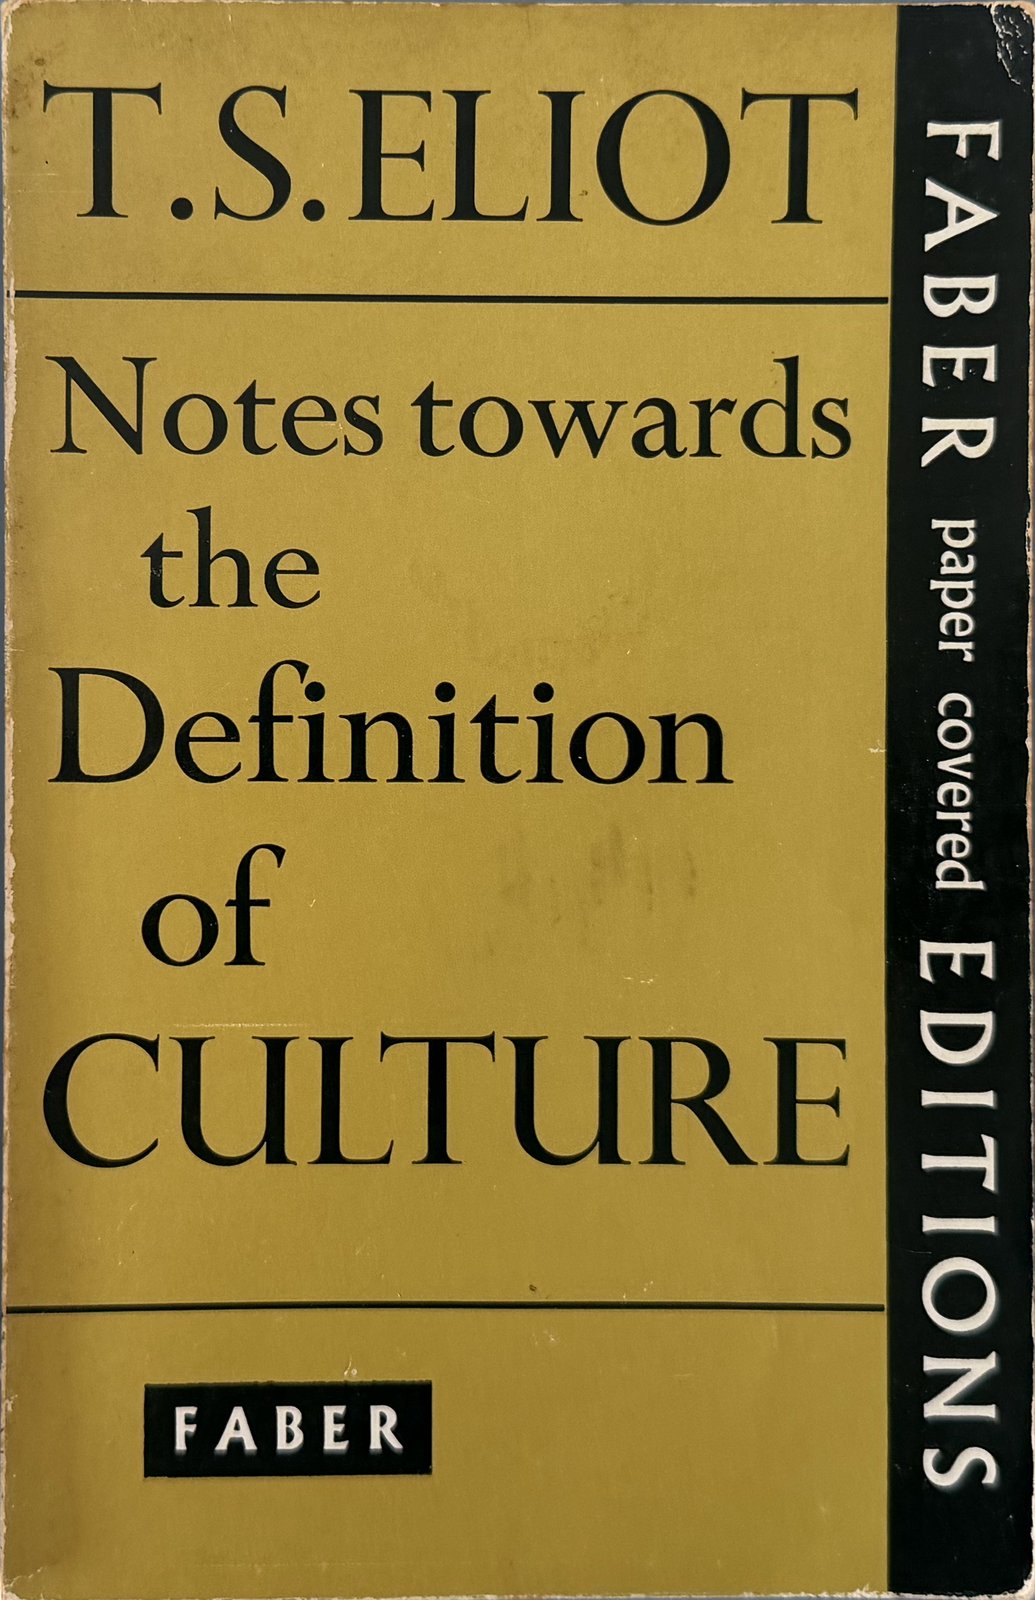 T.S.ELIOT
Notes towards
the
Definition
of
CULTURE
FABER
FABER paper covered EDITIONS